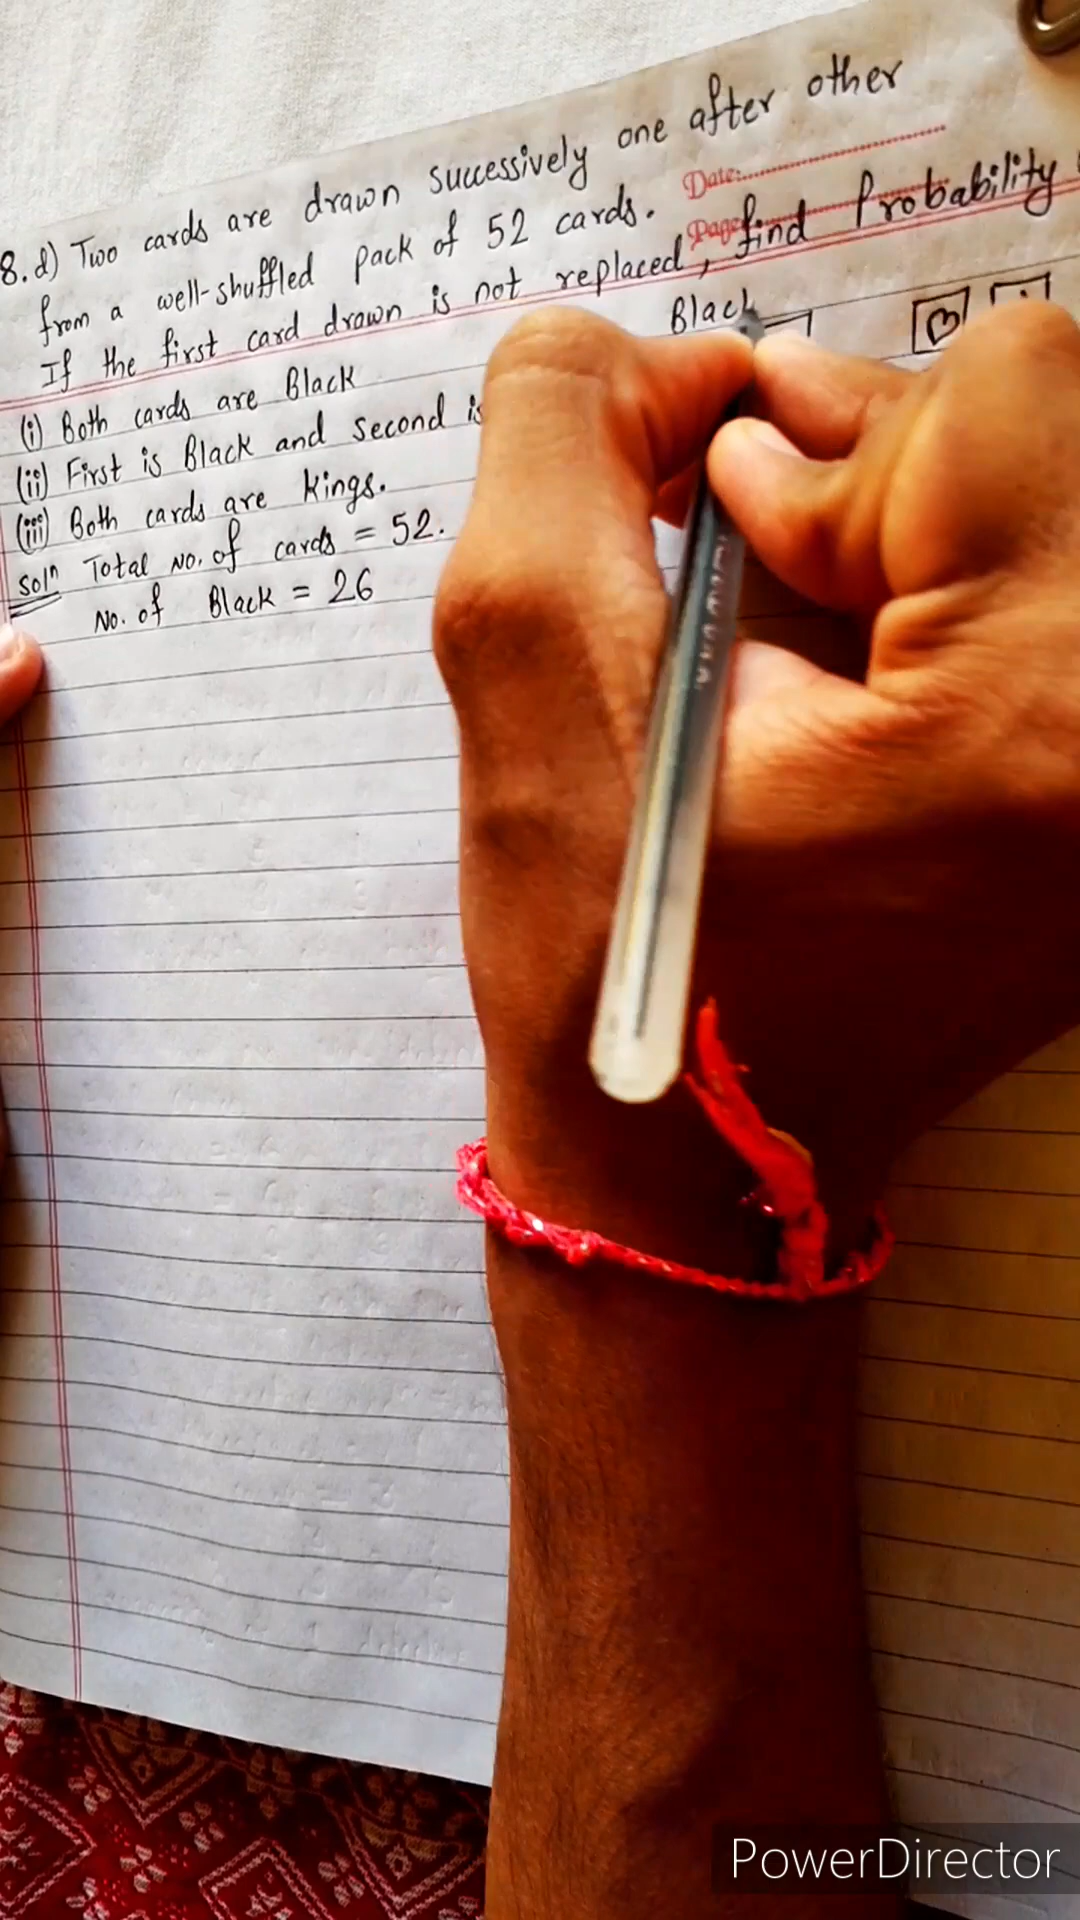 8. d) Two cards are drawn successively one after other
Date:
from a well-shuffled pack of 52 cards.
Page
If the first card drawn is not replaced, find Probability
Black
(i) Both cards are Black
(ii) First is Black and second is
(iii) Both cards are kings.
Soln Total No. of cards = 52.
No. of Black = 26
PowerDirector